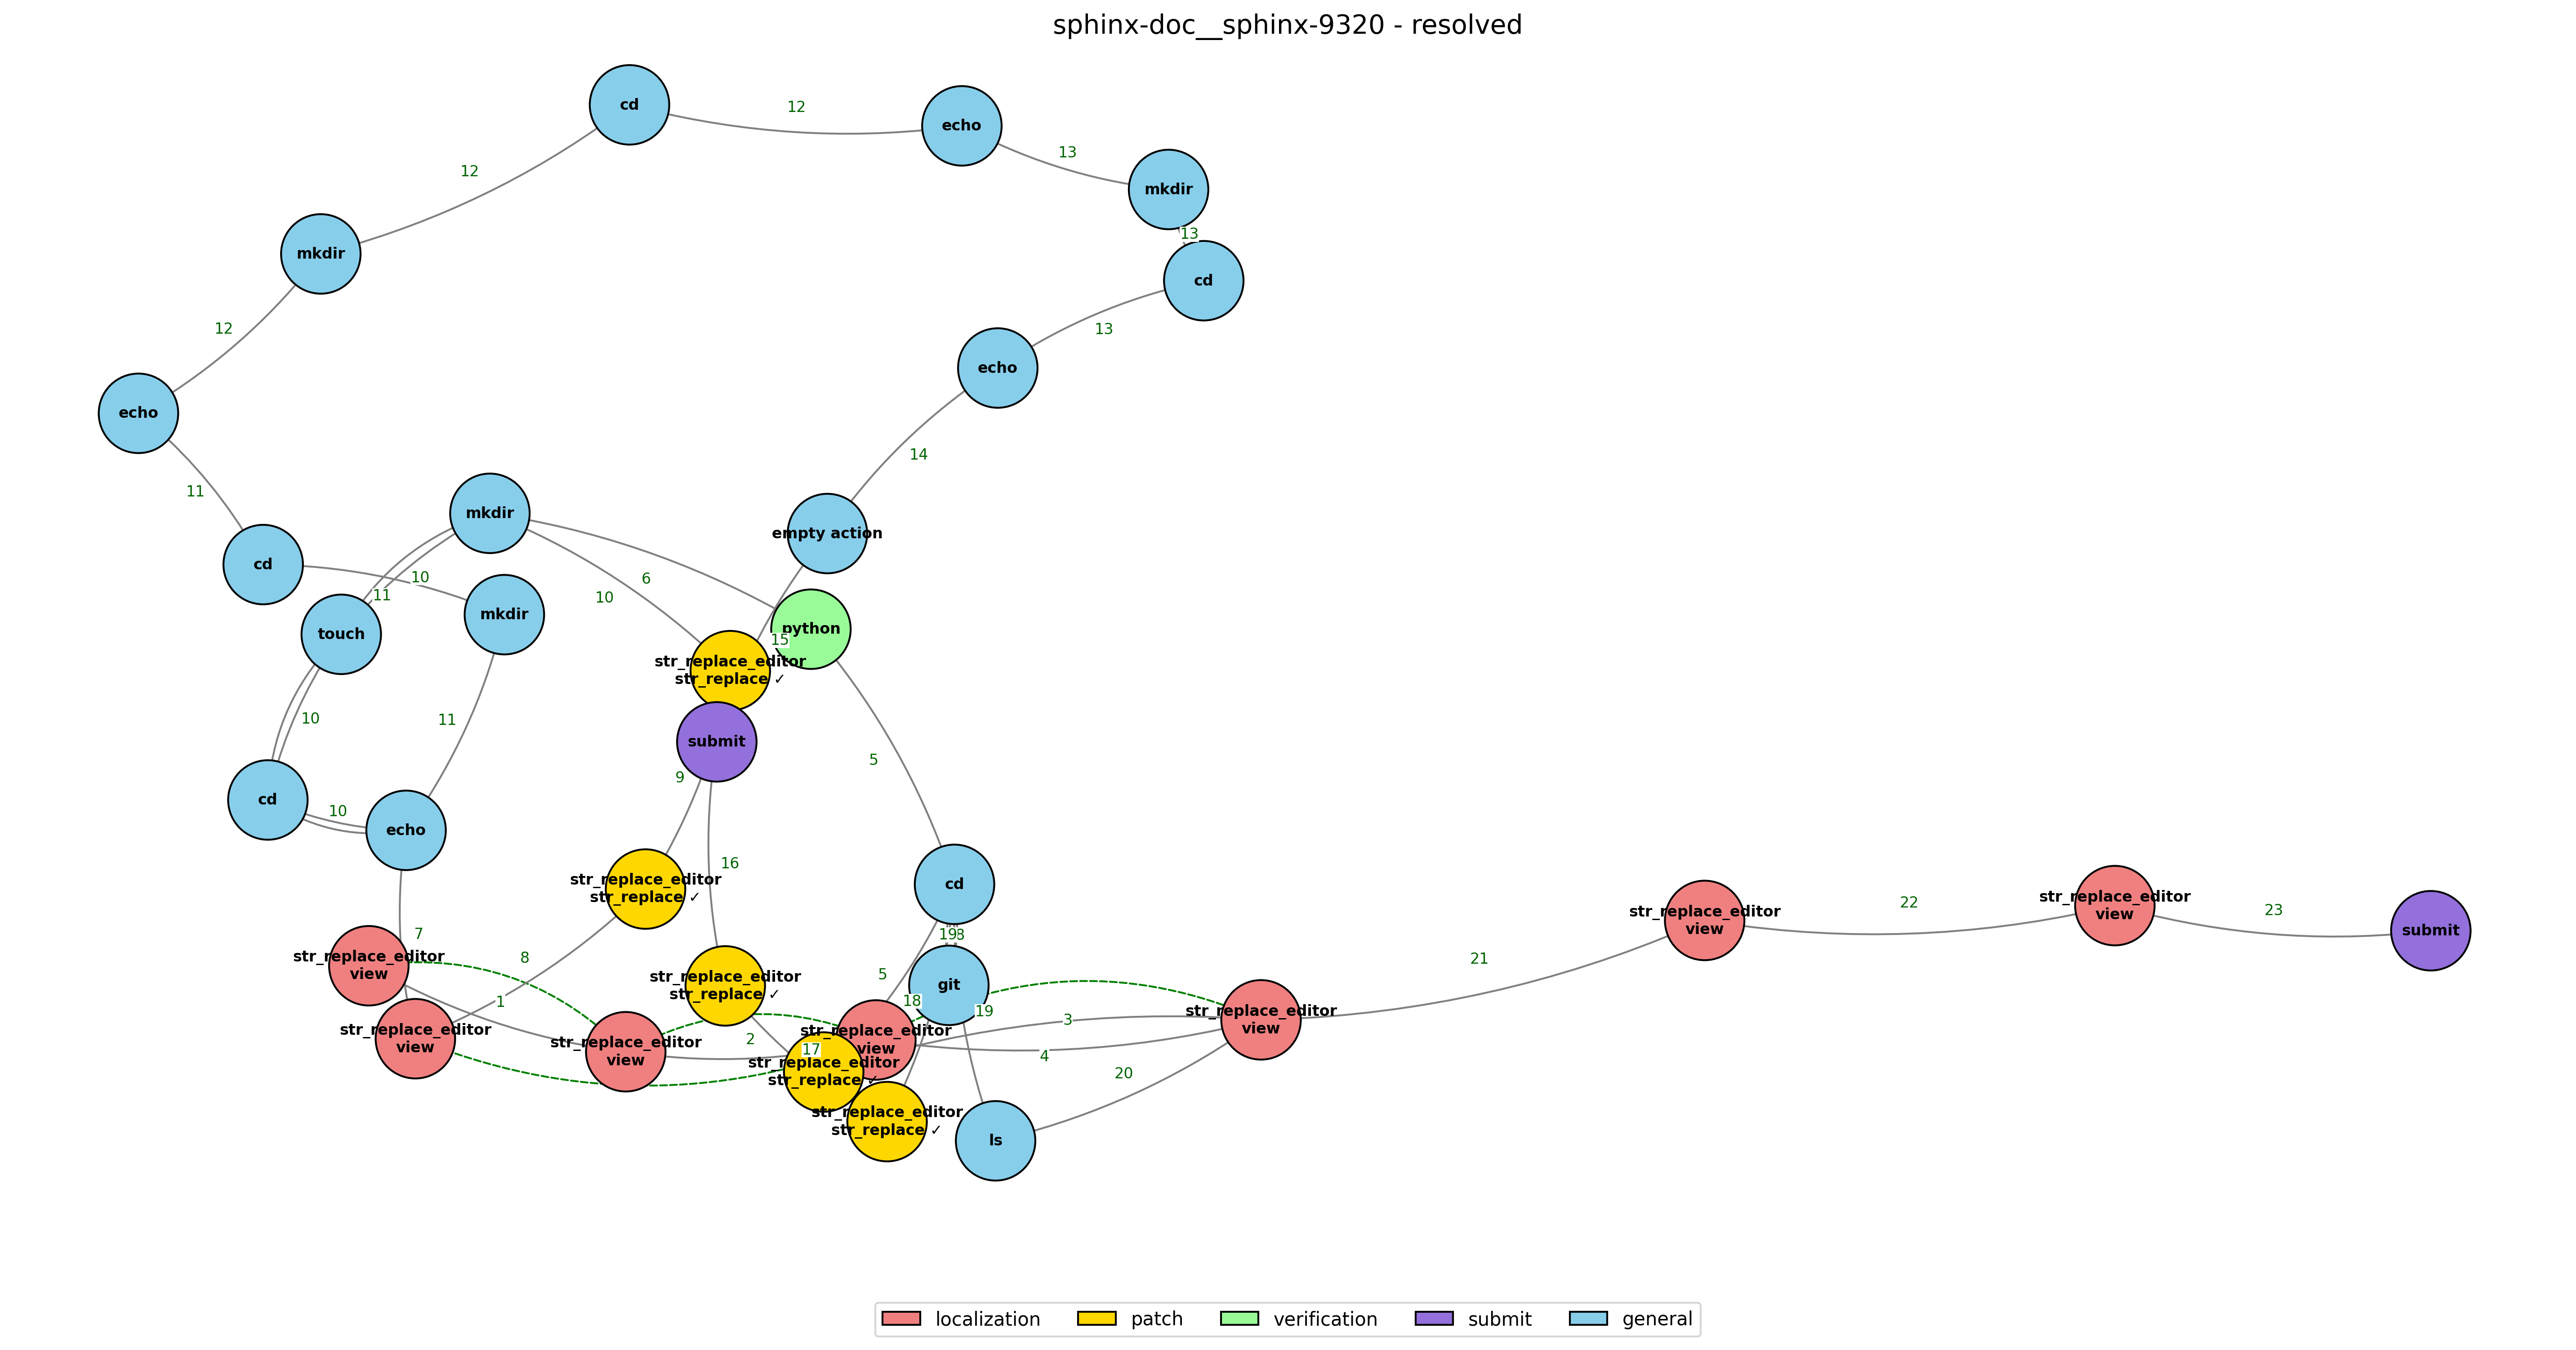 sphinx-doc__sphinx-9320 - resolved
cd
12
echo
13
mkdir
12
13
mkdir
cd
12
13
echo
echo
14
11
mkdir
empty action
cd
10
6
11
10
mkdir
touch
python
15
str_replace_editor
str_replace ✓
10
11
submit
5
9
cd
10
echo
16
str_replace_editor
str_replace ✓
cd
str_replace_editor
view
22
str_replace_editor
view
23
submit
7
19
8
8
21
str_replace_editor
view
5
str_replace_editor
str_replace ✓
git
1
18
19
3
str_replace_editor
view
str_replace_editor
view
2
str_replace_editor
view
17
str_replace_editor
view
4
str_replace_editor
str_replace ✓
20
str_replace_editor
str_replace ✓
ls
localization
patch
verification
submit
general